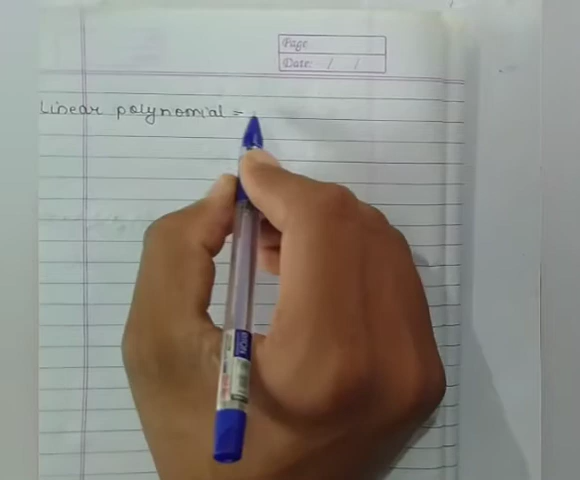 Page
Date: / /
Linear polynomial =